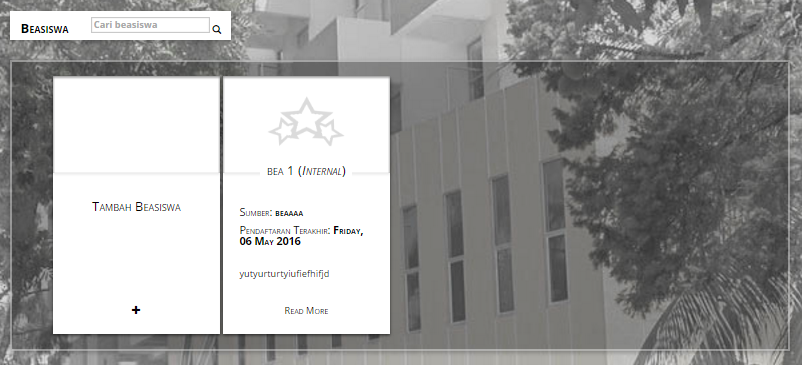 Beasiswa
Cari beasiswa
Tambah Beasiswa
+
bea 1 (Internal)
Sumber: beaaaa
Pendaftaran Terakhir: Friday,
06 May 2016
yutyurturtyiufiefhifjd
Read More